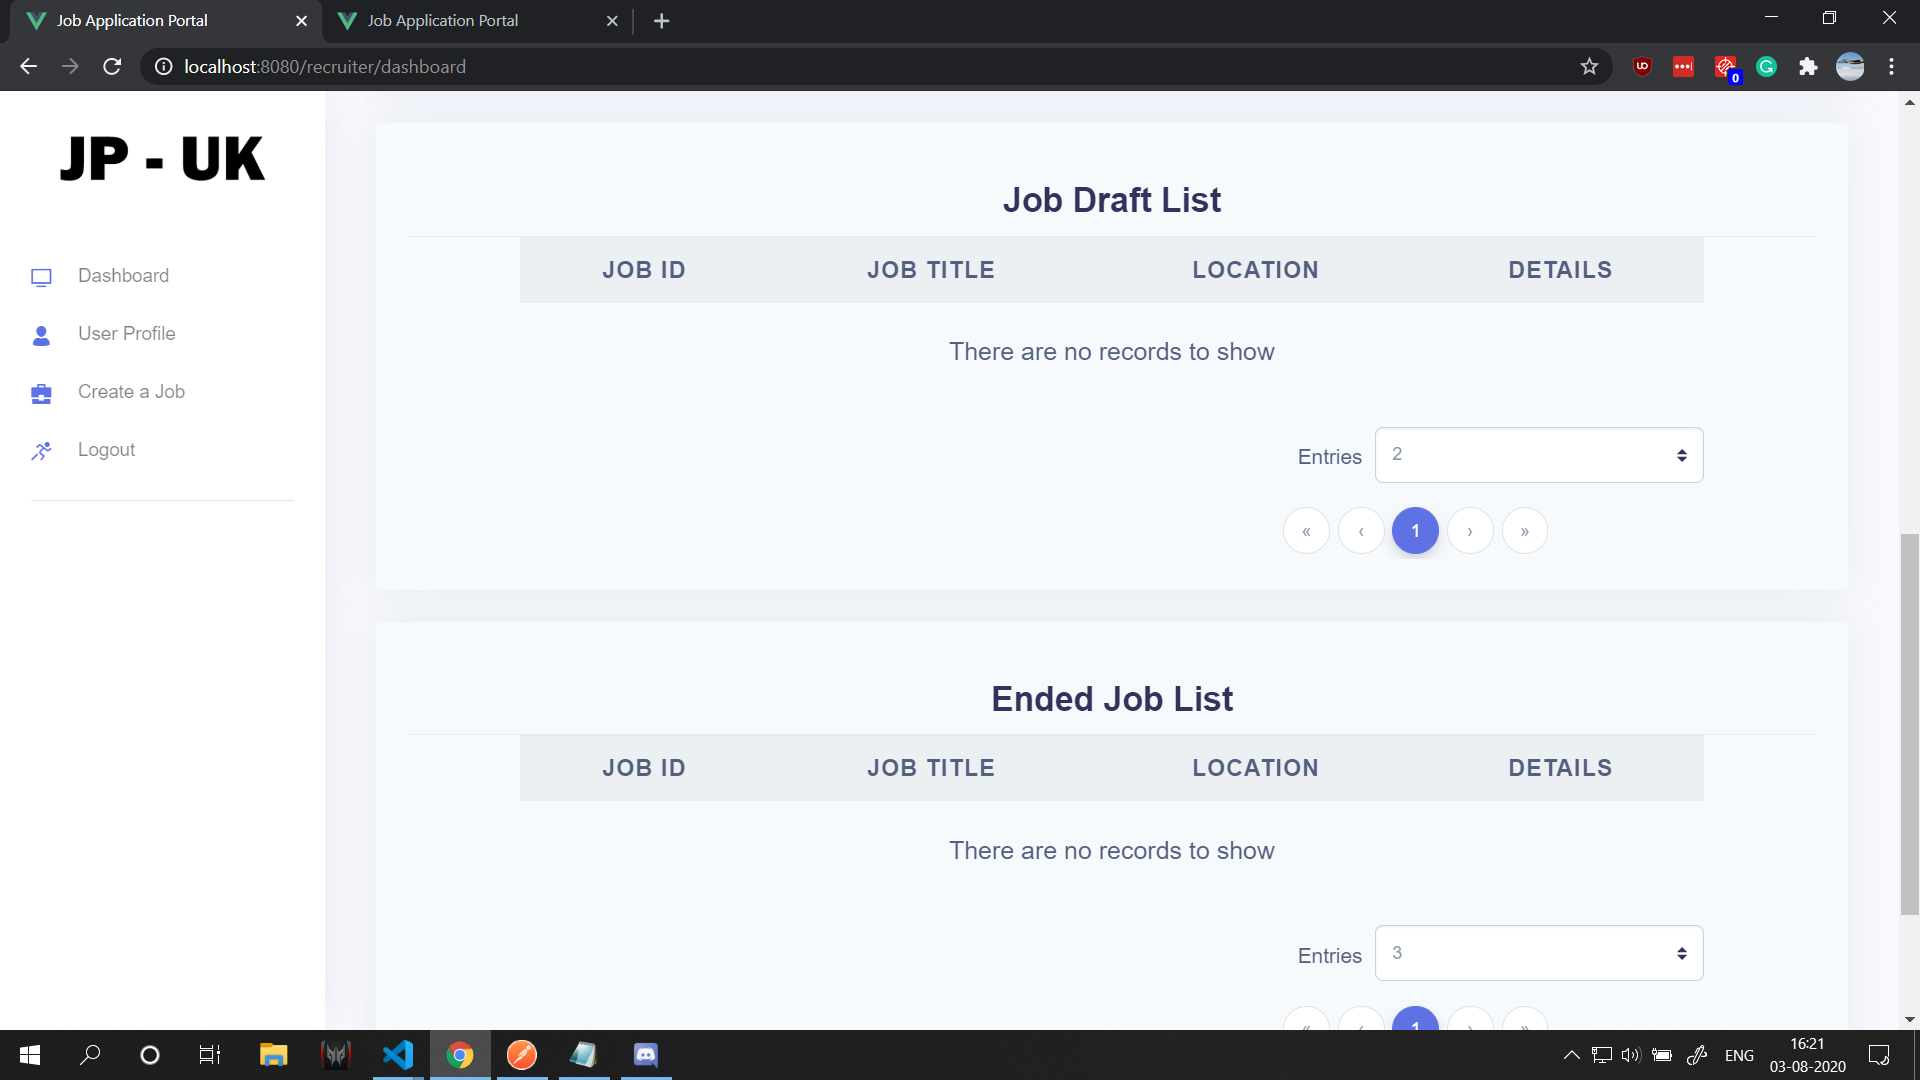 Job Application Portal
Job Application Portal
localhost:8080/recruiter/dashboard
0
JP - UK
Dashboard
User Profile
Create a Job
Logout
Job Draft List
JOB ID JOB TITLE LOCATION DETAILS
There are no records to show
Entries 2
« ‹ 1 › »
Ended Job List
JOB ID JOB TITLE LOCATION DETAILS
There are no records to show
Entries 3
« ‹ 1 › »
ENG
16:21
03-08-2020